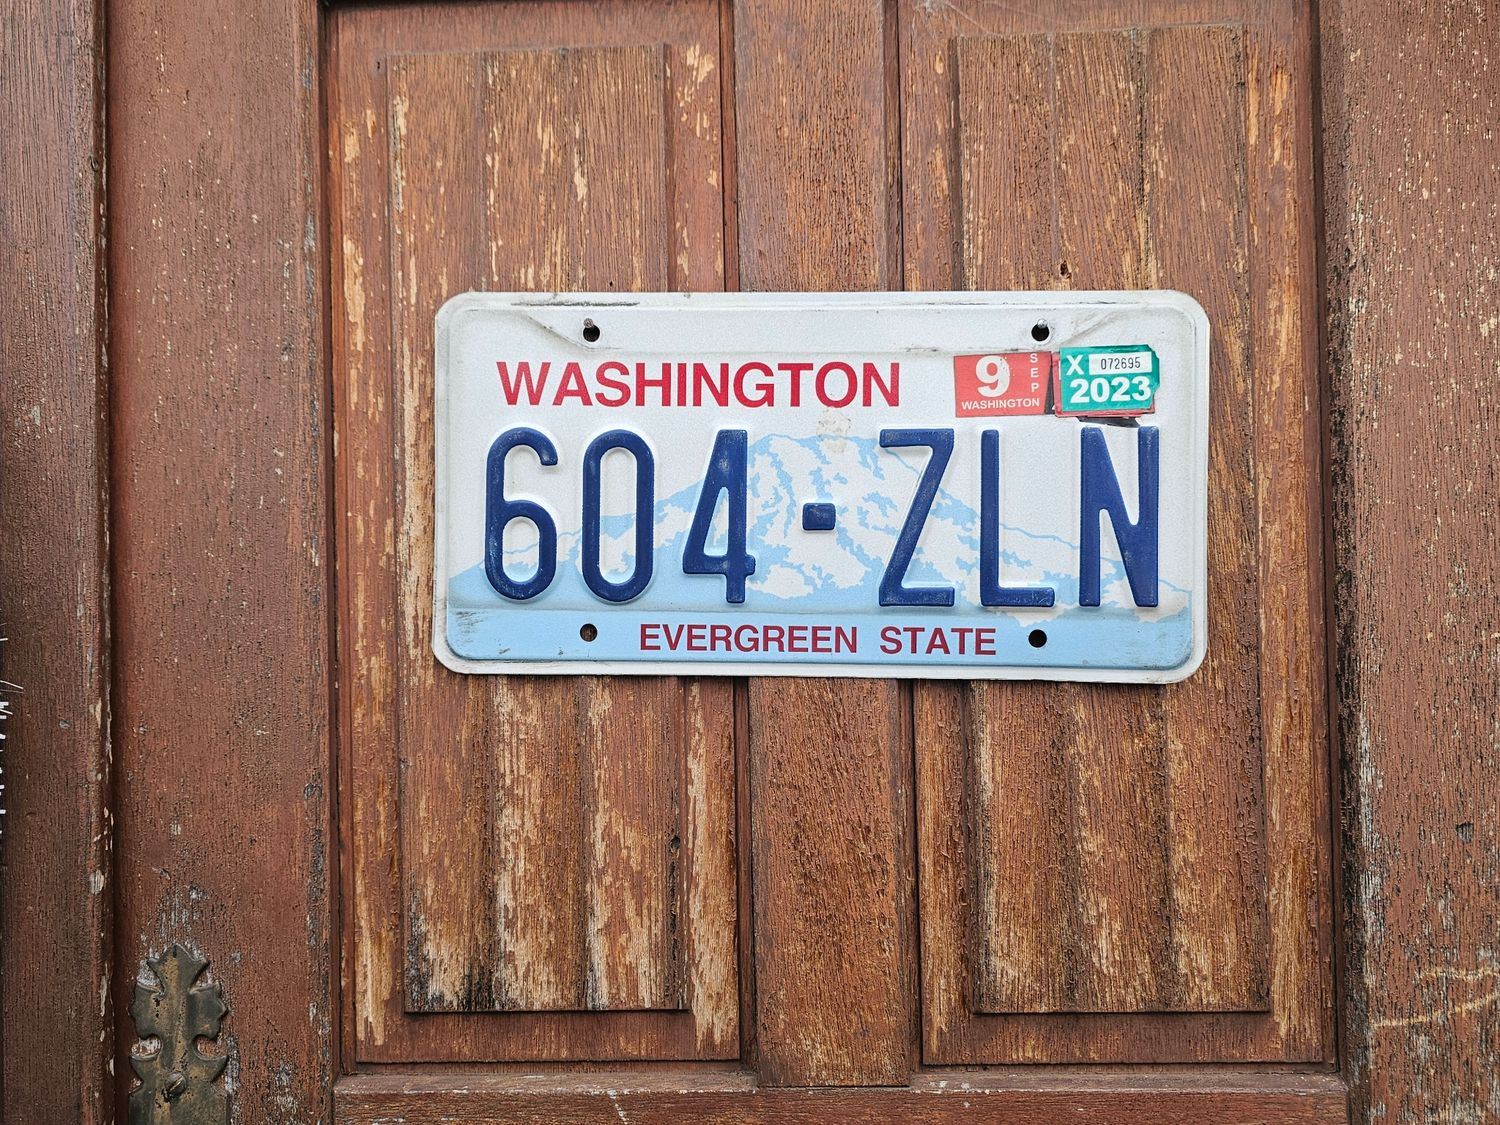 WASHINGTON
9 SEP
WASHINGTON
X 072695
2023
604-ZLN
EVERGREEN STATE